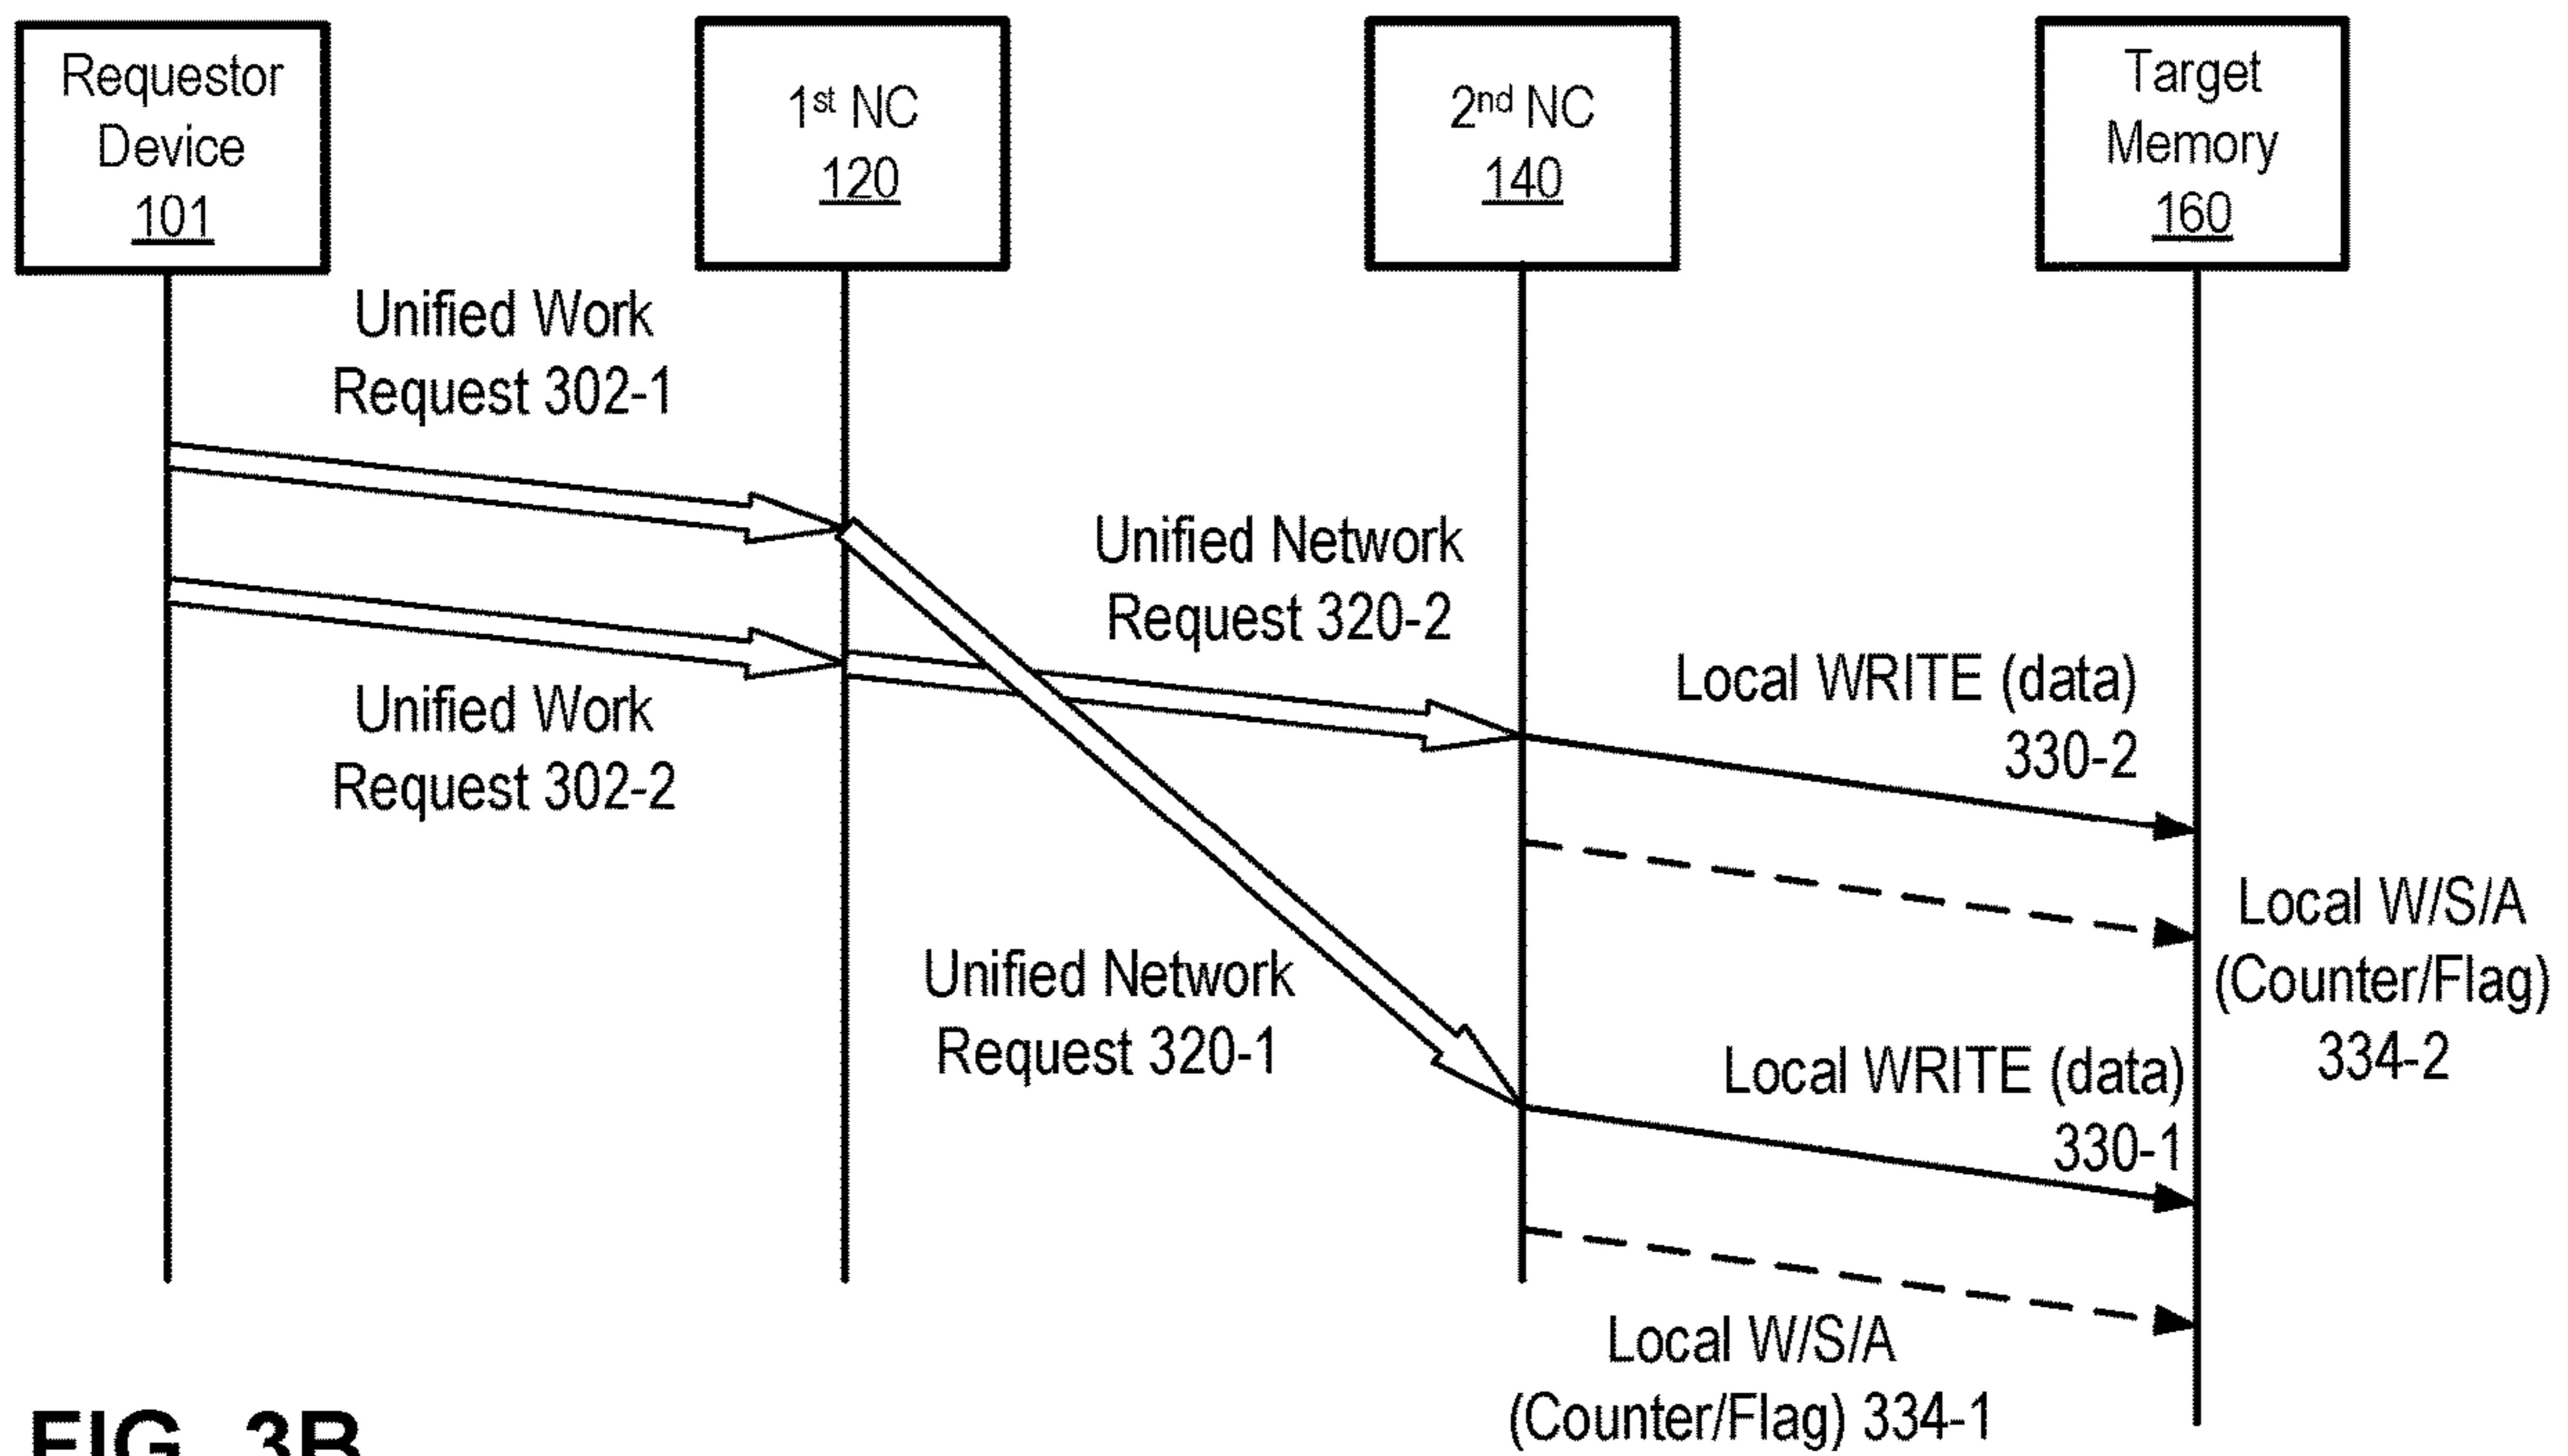 Requestor
Device
101
1st NC
120
2nd NC
140
Target
Memory
160
Unified Work
Request 302-1
Unified Network
Request 320-2
Unified Work
Request 302-2
Local WRITE (data)
330-2
Local W/S/A
(Counter/Flag)
334-2
Unified Network
Request 320-1
Local WRITE (data)
330-1
Local W/S/A
(Counter/Flag) 334-1
FIG. 3B